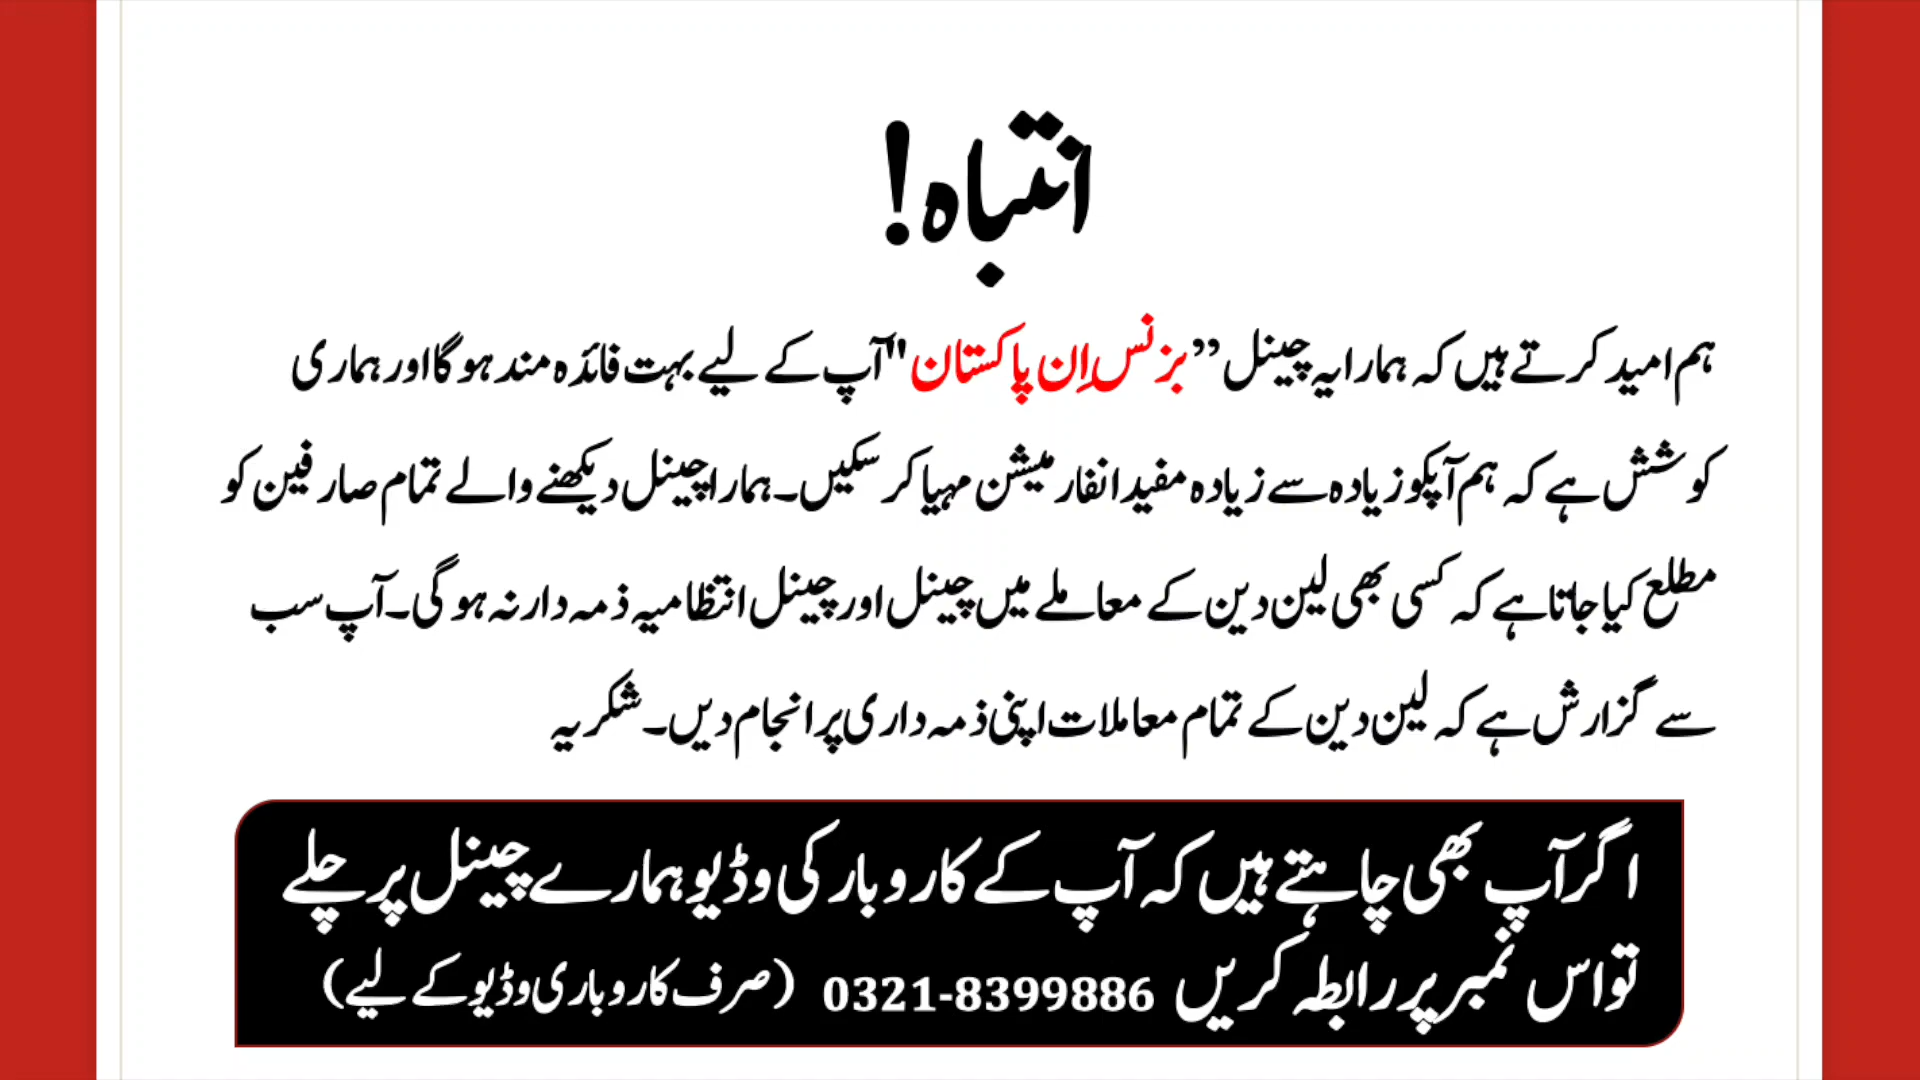 انتباہ!
ہم امید کرتے ہیں کہ ہمارا یہ چینل ”بزنس اِن پاکستان" آپ کے لیے بہت فائدہ مند ہو گا اور ہماری
کوشش ہے کہ ہم آپکو زیادہ سے زیادہ مفید انفارمیشن مہیا کر سکیں۔ ہمارا چینل دیکھنے والے تمام صارفین کو
مطلع کیا جاتا ہے کہ کسی بھی لین دین کے معاملے میں چینل اور چینل انتظامیہ ذمہ دار نہ ہو گی۔ آپ سب
سے گزارش ہے کہ لین دین کے تمام معاملات اپنی ذمہ داری پر انجام دیں۔ شکریہ
اگر آپ بھی چاہتے ہیں کہ آپ کے کاروبار کی وڈیو ہمارے چینل پر چلے
تو اس نمبر پر رابطہ کریں 0321-8399886 (صرف کاروباری وڈیو کے لیے)